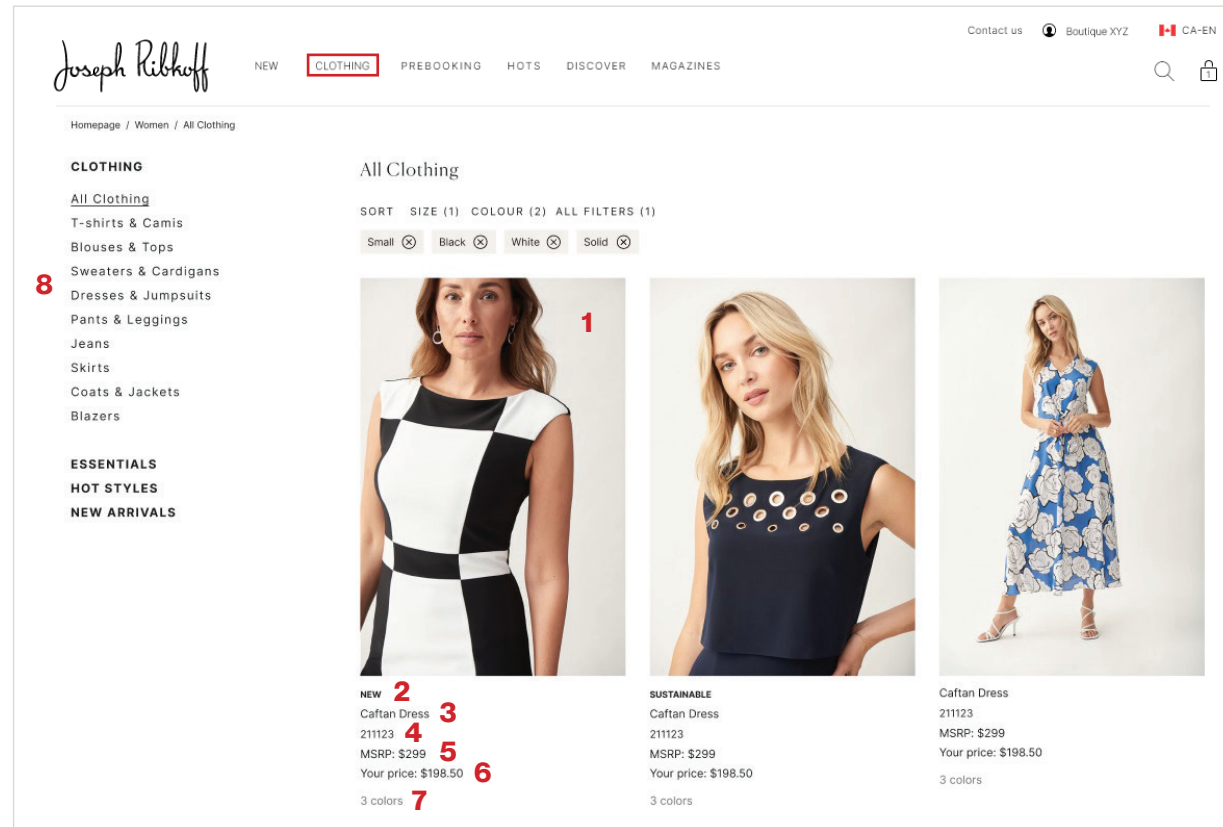 Contact us Boutique XYZ CA-EN
Joseph Ribkoff NEW CLOTHING PREBOOKING HOTS DISCOVER MAGAZINES 1
Homepage / Women / All Clothing
CLOTHING
All Clothing
T-shirts & Camis
Blouses & Tops
Sweaters & Cardigans
8
Dresses & Jumpsuits
Pants & Leggings
Jeans
Skirts
Coats & Jackets
Blazers
ESSENTIALS
HOT STYLES
NEW ARRIVALS
All Clothing
SORT SIZE (1) COLOUR (2) ALL FILTERS (1)
Small Black White Solid
1
NEW 2
Caftan Dress 3
211123 4
MSRP: $299 5
Your price: $198.50 6
3 colors 7
SUSTAINABLE
Caftan Dress
211123
MSRP: $299
Your price: $198.50
3 colors
Caftan Dress
211123
MSRP: $299
Your price: $198.50
3 colors